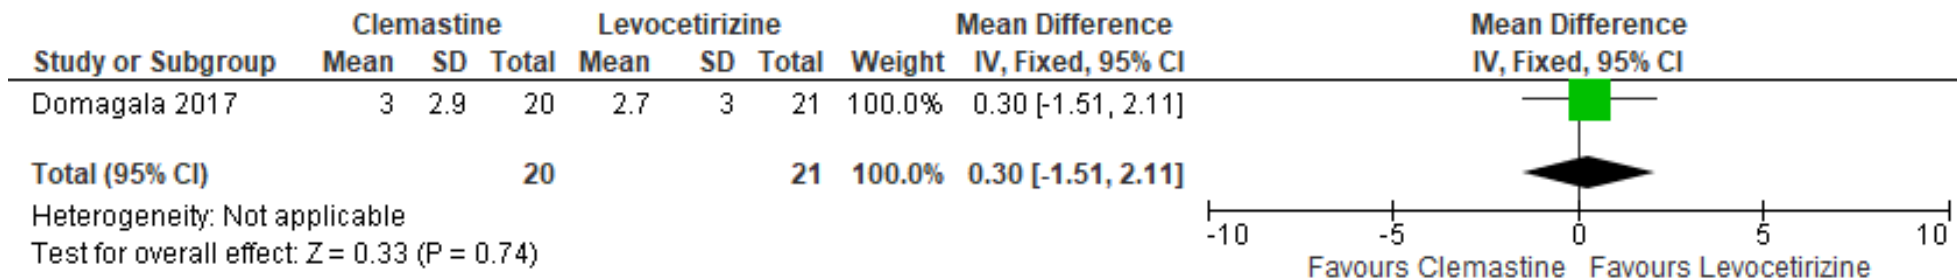 Clemastine Levocetirizine Mean Difference Mean Difference
Study or Subgroup Mean SD Total Mean SD Total Weight IV, Fixed, 95% CI IV, Fixed, 95% CI
Domagala 2017 3 2.9 20 2.7 3 21 100.0% 0.30 [-1.51, 2.11]
Total (95% CI) 20 21 100.0% 0.30 [-1.51, 2.11]
Heterogeneity: Not applicable
Test for overall effect: Z = 0.33 (P = 0.74)
-10 -5 0 5 10
Favours Clemastine Favours Levocetirizine